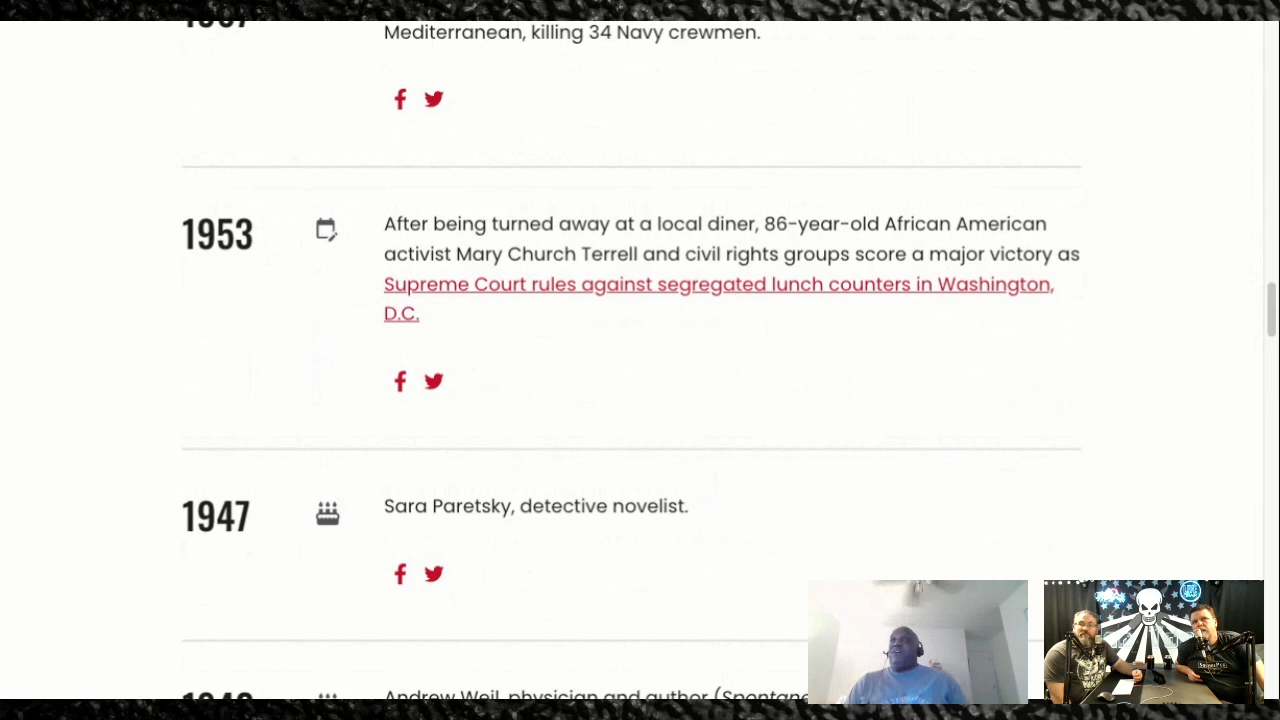 Mediterranean, killing 34 Navy crewmen.
1953
After being turned away at a local diner, 86-year-old African American
activist Mary Church Terrell and civil rights groups score a major victory as
Supreme Court rules against segregated lunch counters in Washington,
D.C.
1947
Sara Paretsky, detective novelist.
Andrew Weil, physician and author (Spontane